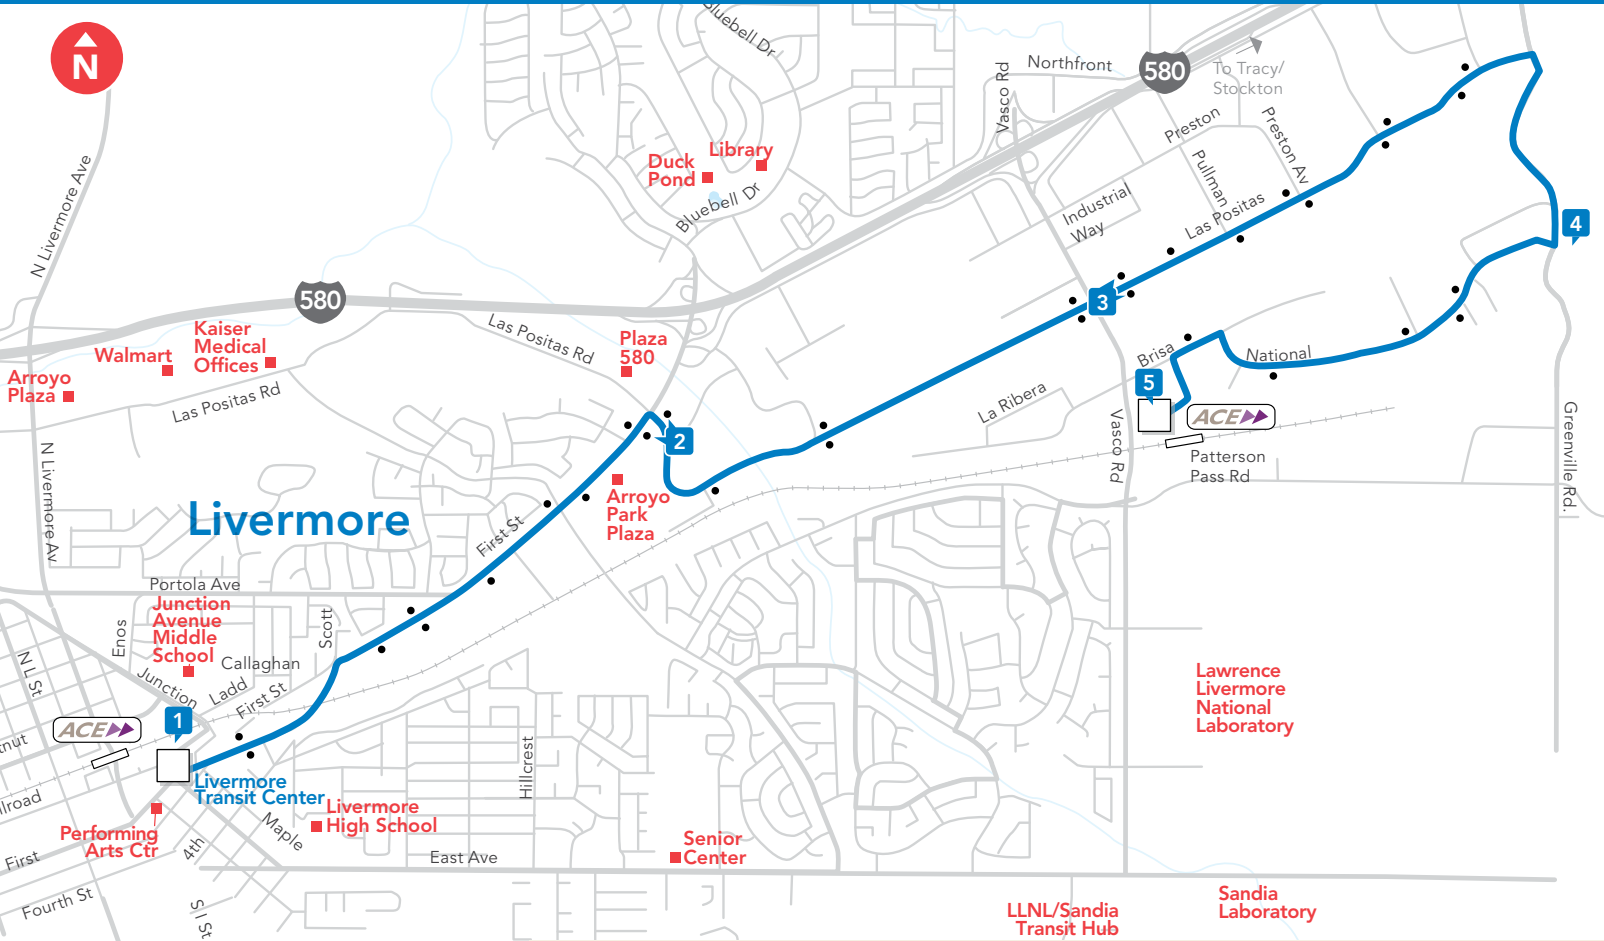 N
Bluebell Dr
Northfront
580
To Tracy/
Stockton
Vasco Rd
Preston
Preston Av
Pullman
Library
Duck
Pond
Bluebell Dr
N Livermore Ave
Industrial
Way
Las Positas
4
580
3
Las Positas Rd
Kaiser
Medical
Offices
Walmart
Plaza
580
Arroyo
Plaza
Las Positas Rd
Brisa
National
5
La Ribera
ACE
Vasco Rd
Patterson
Pass Rd
Greenville Rd.
2
N Livermore Av
Arroyo
Park
Plaza
Livermore
First St
Portola Ave
Junction
Avenue
Middle
School
Enos
Scott
Callaghan
N L St
Junction
Ladd
First St
Lawrence
Livermore
National
Laboratory
1
ACE
tnut
Hillcrest
Livermore
Transit Center
lroad
Livermore
High School
Maple
Performing
Arts Ctr
4th
First
East Ave
Senior
Center
Fourth St
S I St
Sandia
Laboratory
LLNL/Sandia
Transit Hub